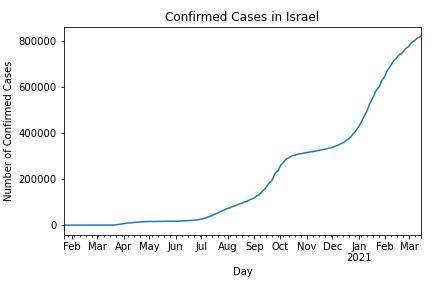 Confirmed Cases in Israel
800000
600000
400000
200000
0
Number of Confirmed Cases
Feb Mar Apr May Jun Jul Aug Sep Oct Nov Dec Jan Feb Mar
2021
Day